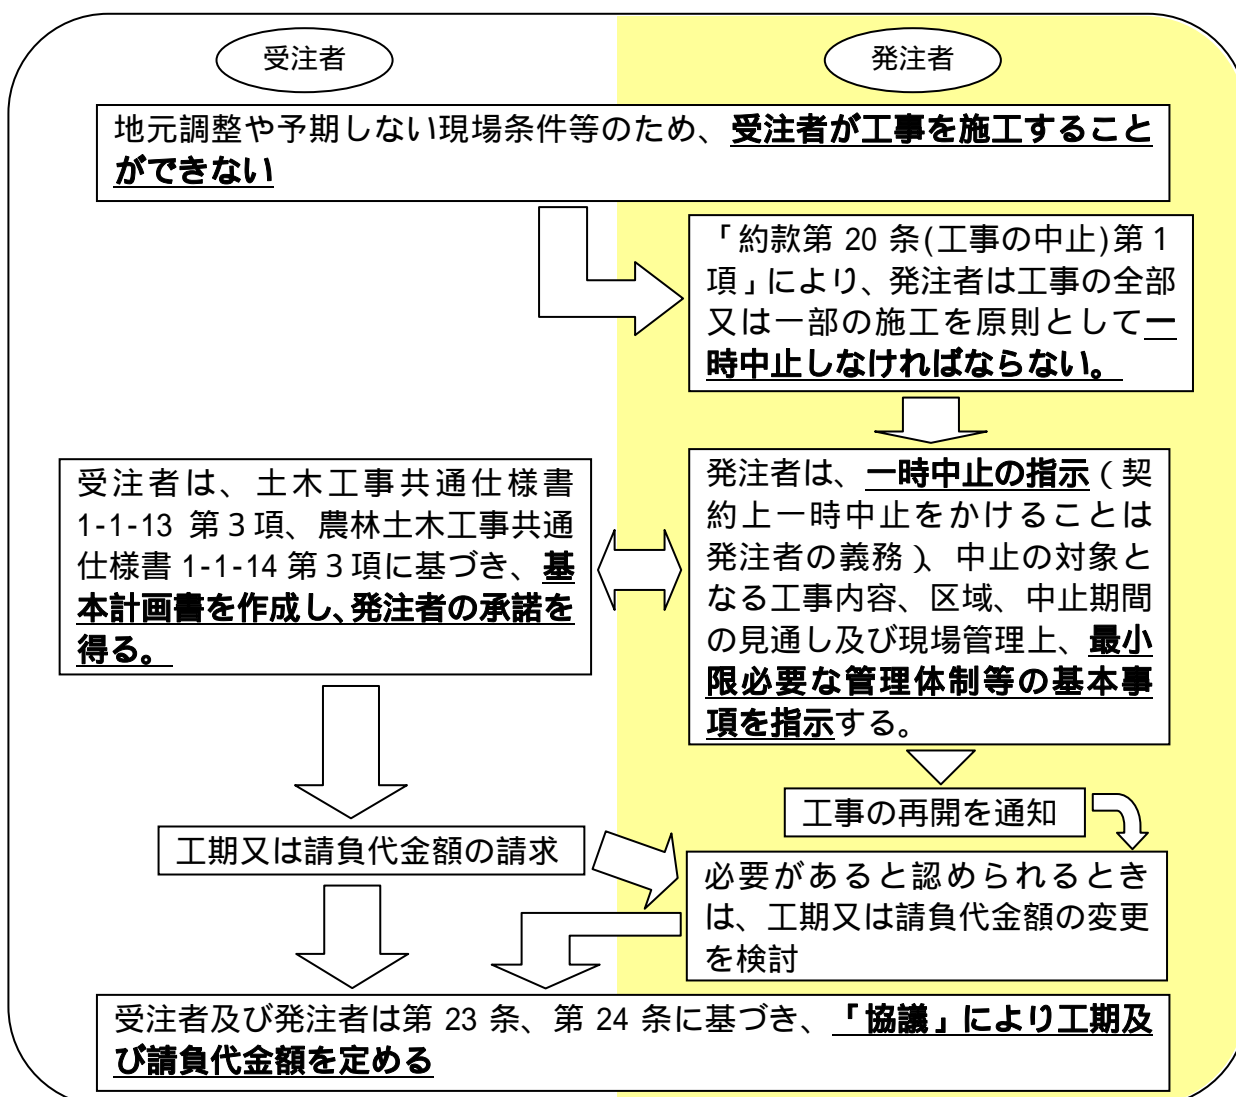 受注者
発注者
地元調整や予期しない現場条件等のため、受注者が工事を施工すること
ができない
「約款第 20 条(工事の中止)第 1
項」により、発注者は工事の全部
又は一部の施工を原則として一
時中止しなければならない。
受注者は、土木工事共通仕様書
1-1-13 第３項、農林土木工事共通
仕様書 1-1-14 第３項に基づき、基
本計画書を作成し、発注者の承諾を
得る。
発注者は、一時中止の指示（契
約上一時中止をかけることは
発注者の義務）、中止の対象と
なる工事内容、区域、中止期間
の見通し及び現場管理上、最小
限必要な管理体制等の基本事
項を指示する。
工事の再開を通知
工期又は請負代金額の請求
必要があると認められるとき
は、工期又は請負代金額の変更
を検討
受注者及び発注者は第 23 条、第 24 条に基づき、「協議」により工期及
び請負代金額を定める